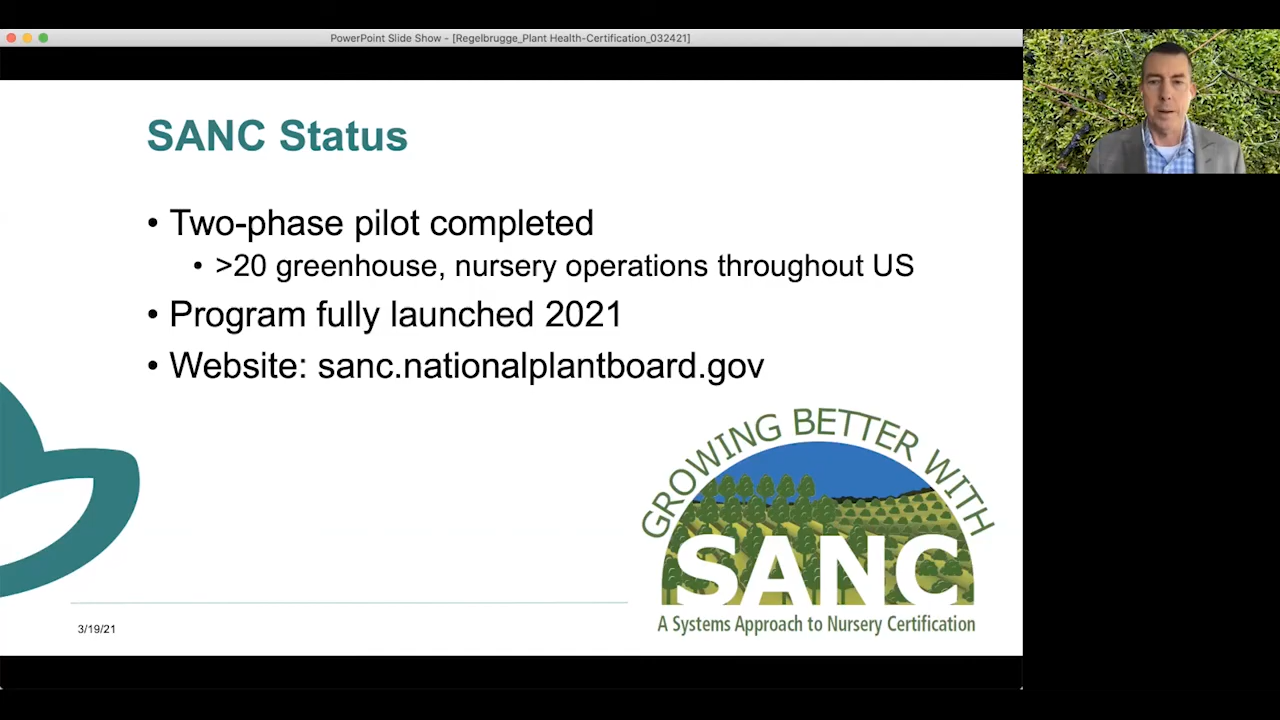 PowerPoint Slide Show - [Regelbrugge_Plant Health-Certification_032421]
SANC Status
• Two-phase pilot completed
• >20 greenhouse, nursery operations throughout US
• Program fully launched 2021
• Website: sanc.nationalplantboard.gov
GROWING BETTER WITH
SANC
A Systems Approach to Nursery Certification
3/19/21